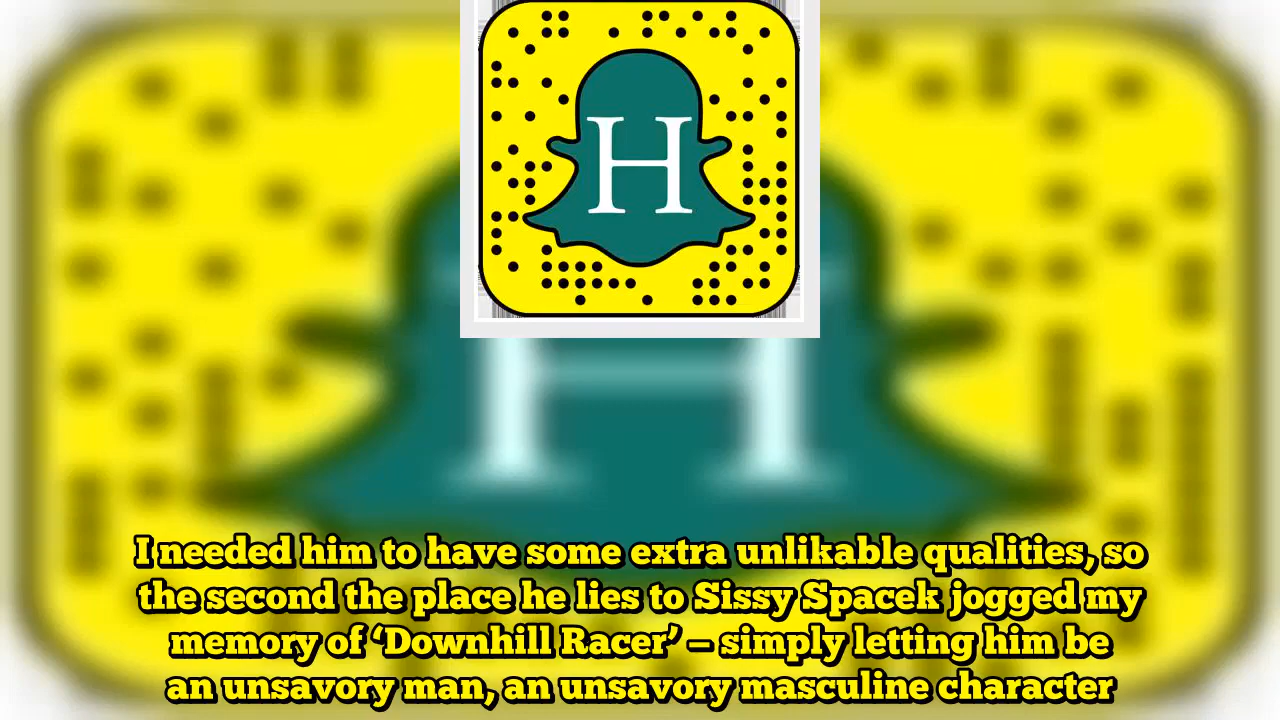 H
I needed him to have some extra unlikable qualities, so
the second the place he lies to Sissy Spacek jogged my
memory of ‘Downhill Racer’ – simply letting him be
an unsavory man, an unsavory masculine character